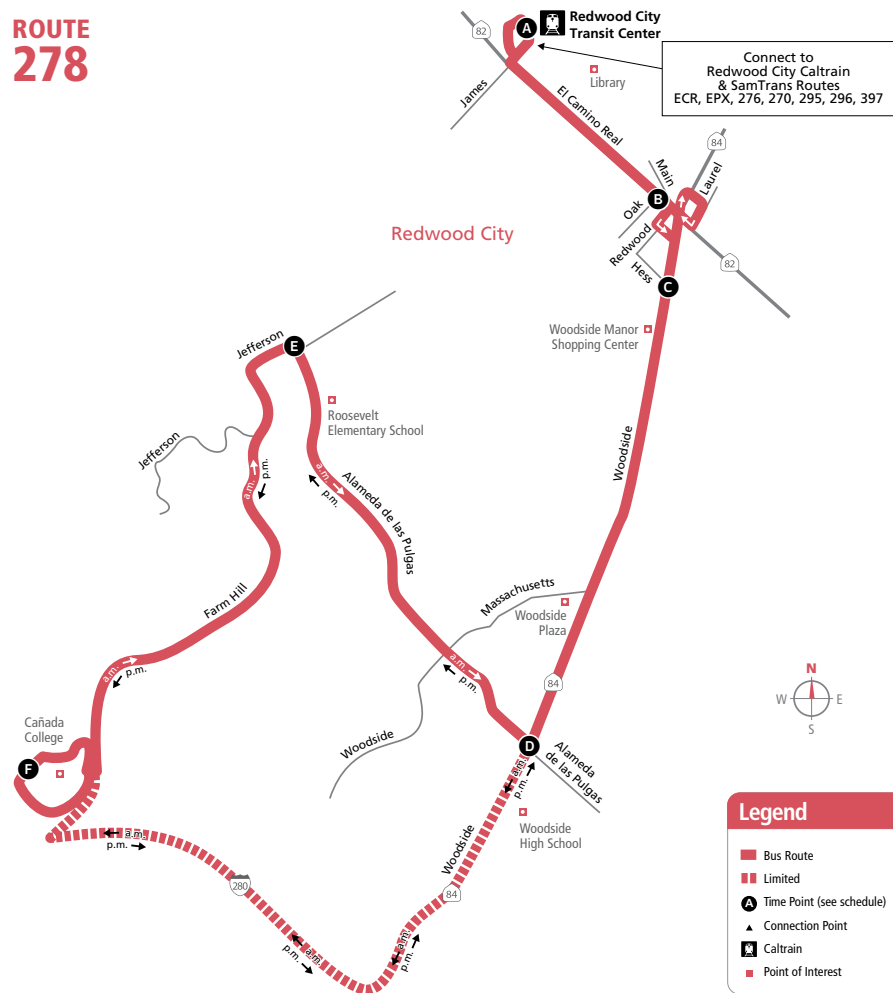 ROUTE
278
A
Redwood City
Transit Center
82
Connect to
Redwood City Caltrain
& SamTrans Routes
ECR, EPX, 276, 270, 295, 296, 397
Library
James
El Camino Real
84
Main
Laurel
B
Oak
Redwood
Hess
82
Redwood City
C
Woodside Manor
Shopping Center
Jefferson
E
Roosevelt
Elementary School
Jefferson
Woodside
a.m.
p.m.
a.m.
p.m.
Alameda de las Pulgas
Farm Hill
Massachusetts
Woodside
Plaza
a.m.
p.m.
a.m.
p.m.
84
N
W
E
S
Cañada
College
F
Woodside
D
Alameda
de las Pulgas
a.m.
p.m.
Woodside
High School
Woodside
a.m.
p.m.
280
84
a.m.
p.m.
a.m.
p.m.
Legend
Bus Route
Limited
A
Time Point (see schedule)
Connection Point
Caltrain
Point of Interest